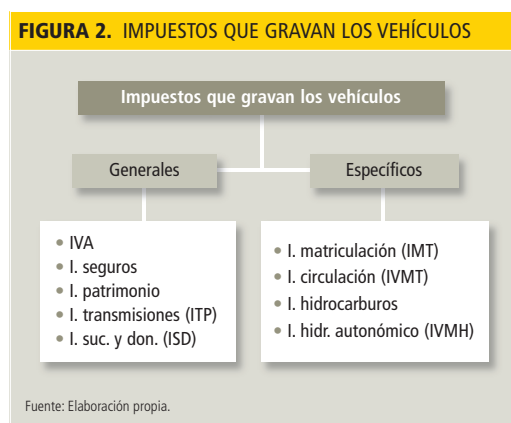 FIGURA 2. IMPUESTOS QUE GRAVAN LOS VEHÍCULOS
Impuestos que gravan los vehículos
Generales
Específicos
• IVA
• I. seguros
• I. patrimonio
• I. transmisiones (ITP)
• I. suc. y don. (ISD)
• I. matriculación (IMT)
• I. circulación (IVMT)
• I. hidrocarburos
• I. hidr. autonómico (IVMH)
Fuente: Elaboración propia.